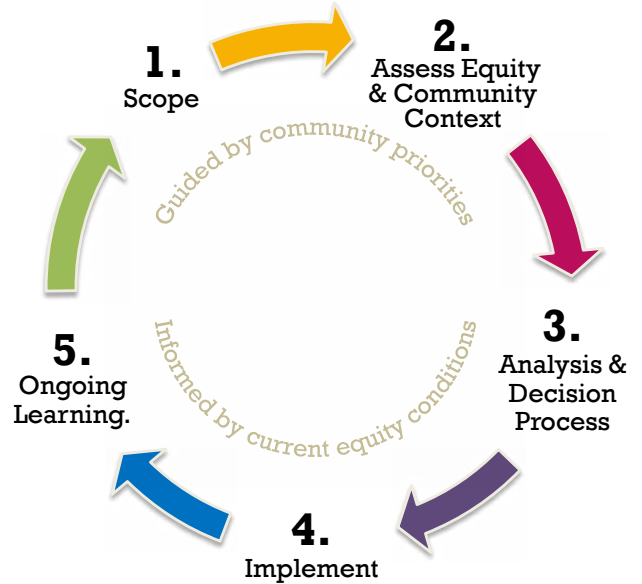 1.
Scope
2.
Assess Equity
& Community
Context
Guided by community priorities
3.
Analysis &
Decision
Process
Informed by current equity conditions
4.
Implement
5.
Ongoing
Learning.